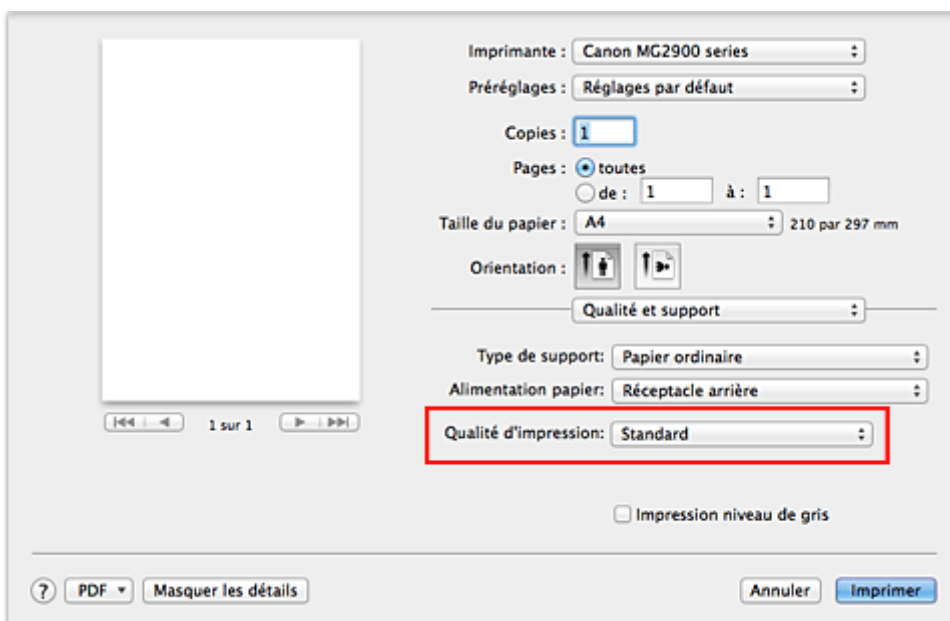 Imprimante : Canon MG2900 series
Préréglages : Réglages par défaut
Copies : 1
Pages : toutes
de : 1 à : 1
Taille du papier : A4 210 par 297 mm
Orientation :
Qualité et support
Type de support: Papier ordinaire
Alimentation papier: Réceptacle arrière
1 sur 1
Qualité d'impression: Standard
Impression niveau de gris
? PDF Masquer les détails Annuler Imprimer